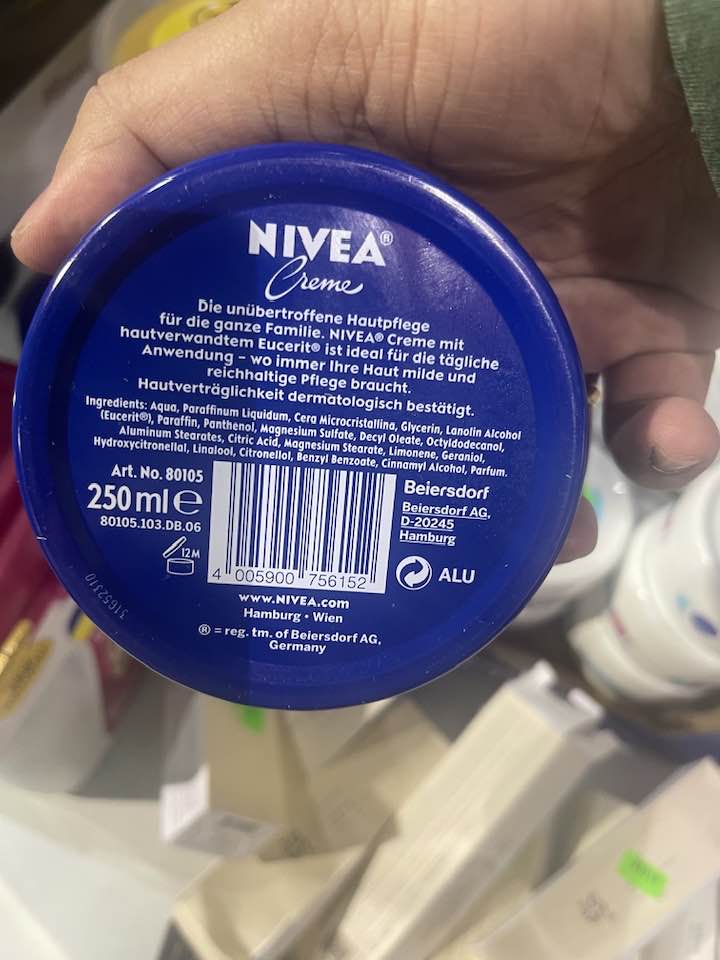 NIVEA®
Creme
Die unübertroffene Hautpflege
für die ganze Familie. NIVEA® Creme mit
hautverwandtem Eucerit® ist ideal für die tägliche
Anwendung – wo immer Ihre Haut milde und
reichhaltige Pflege braucht.
Hautverträglichkeit dermatologisch bestätigt.
Ingredients: Aqua, Paraffinum Liquidum, Cera Microcristallina, Glycerin, Lanolin Alcohol
(Eucerit®), Paraffin, Panthenol, Magnesium Sulfate, Decyl Oleate, Octyldodecanol,
Aluminum Stearates, Citric Acid, Magnesium Stearate, Limonene, Geraniol,
Hydroxycitronellal, Linalool, Citronellol, Benzyl Benzoate, Cinnamyl Alcohol, Parfum.
Art. No. 80105
250 ml e
80105.103.DB.06
12M
4 005900 756152
Beiersdorf
Beiersdorf AG,
D-20245
Hamburg
ALU
www.NIVEA.com
Hamburg • Wien
® = reg. tm. of Beiersdorf AG,
Germany
31652310